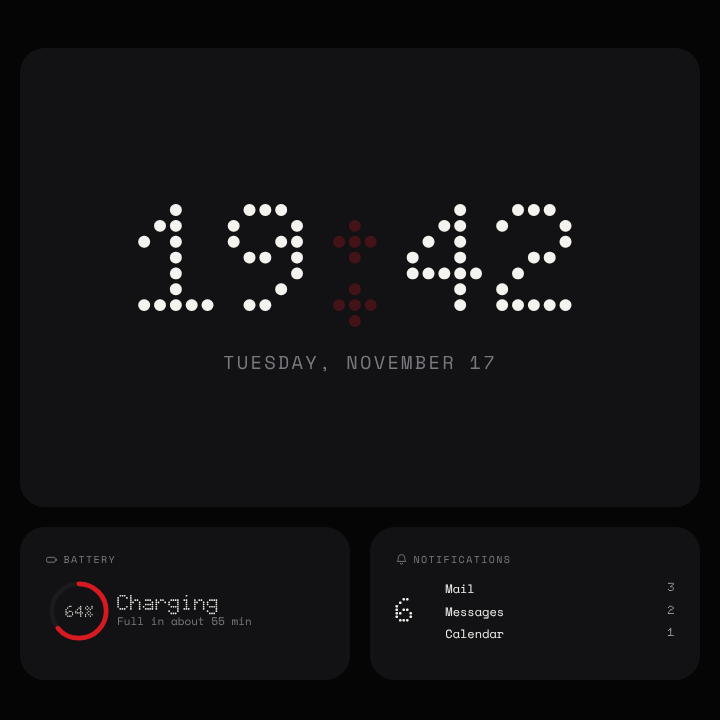 19:42
TUESDAY, NOVEMBER 17
BATTERY
64%
Charging
Full in about 55 min
NOTIFICATIONS
6
Mail 3
Messages 2
Calendar 1